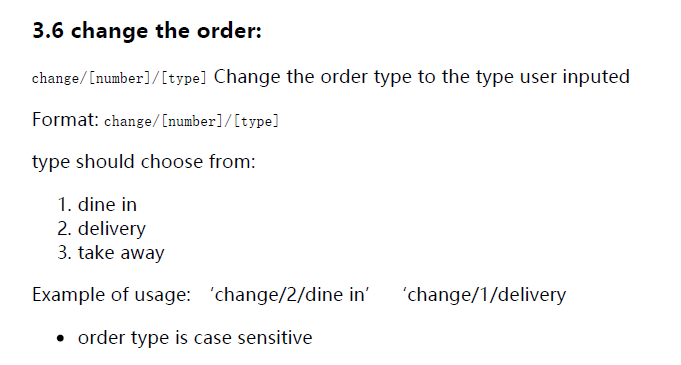 3.6 change the order:
change/[number]/[type] Change the order type to the type user inputed
Format: change/[number]/[type]
type should choose from:
1. dine in
2. delivery
3. take away
Example of usage: ‘change/2/dine in’ ‘change/1/delivery
• order type is case sensitive